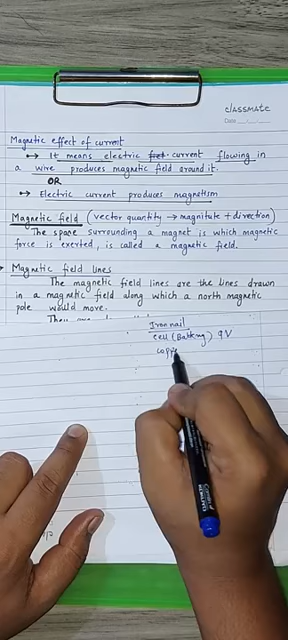 classmate
Date
Magnetic effect of current
→ It means electric current flowing in
a wire produces magnetic field around it.
OR
→ Electric current produces magnetism
Magnetic field (vector quantity → magnitute + direction)
The space surrounding a magnet is which magnetic
force is exerted, is called a magnetic field.
Magnetic field lines
The magnetic field lines are the lines drawn
in a magnetic field along which a north magnetic
pole would move.
Iron nail
cell (Battery) 9V
copp